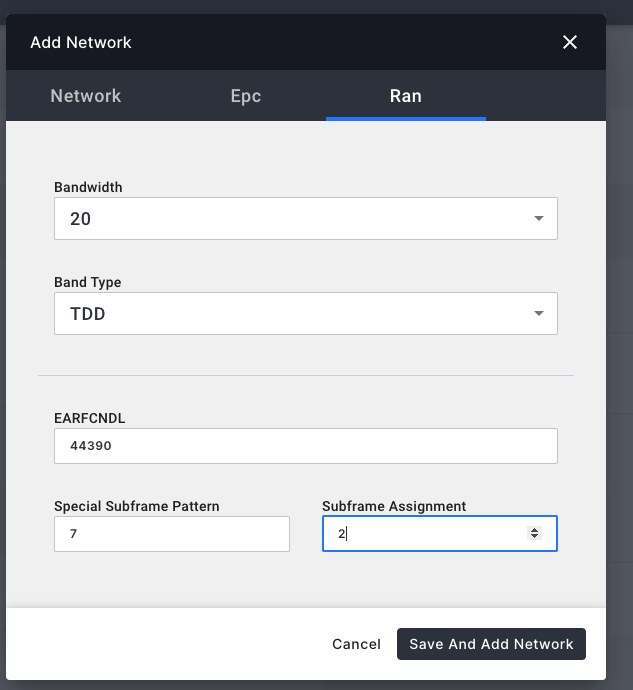 Add Network
Network Epc Ran
Bandwidth
20
Band Type
TDD
EARFCNDL
44390
Special Subframe Pattern Subframe Assignment
7 2
Cancel Save And Add Network